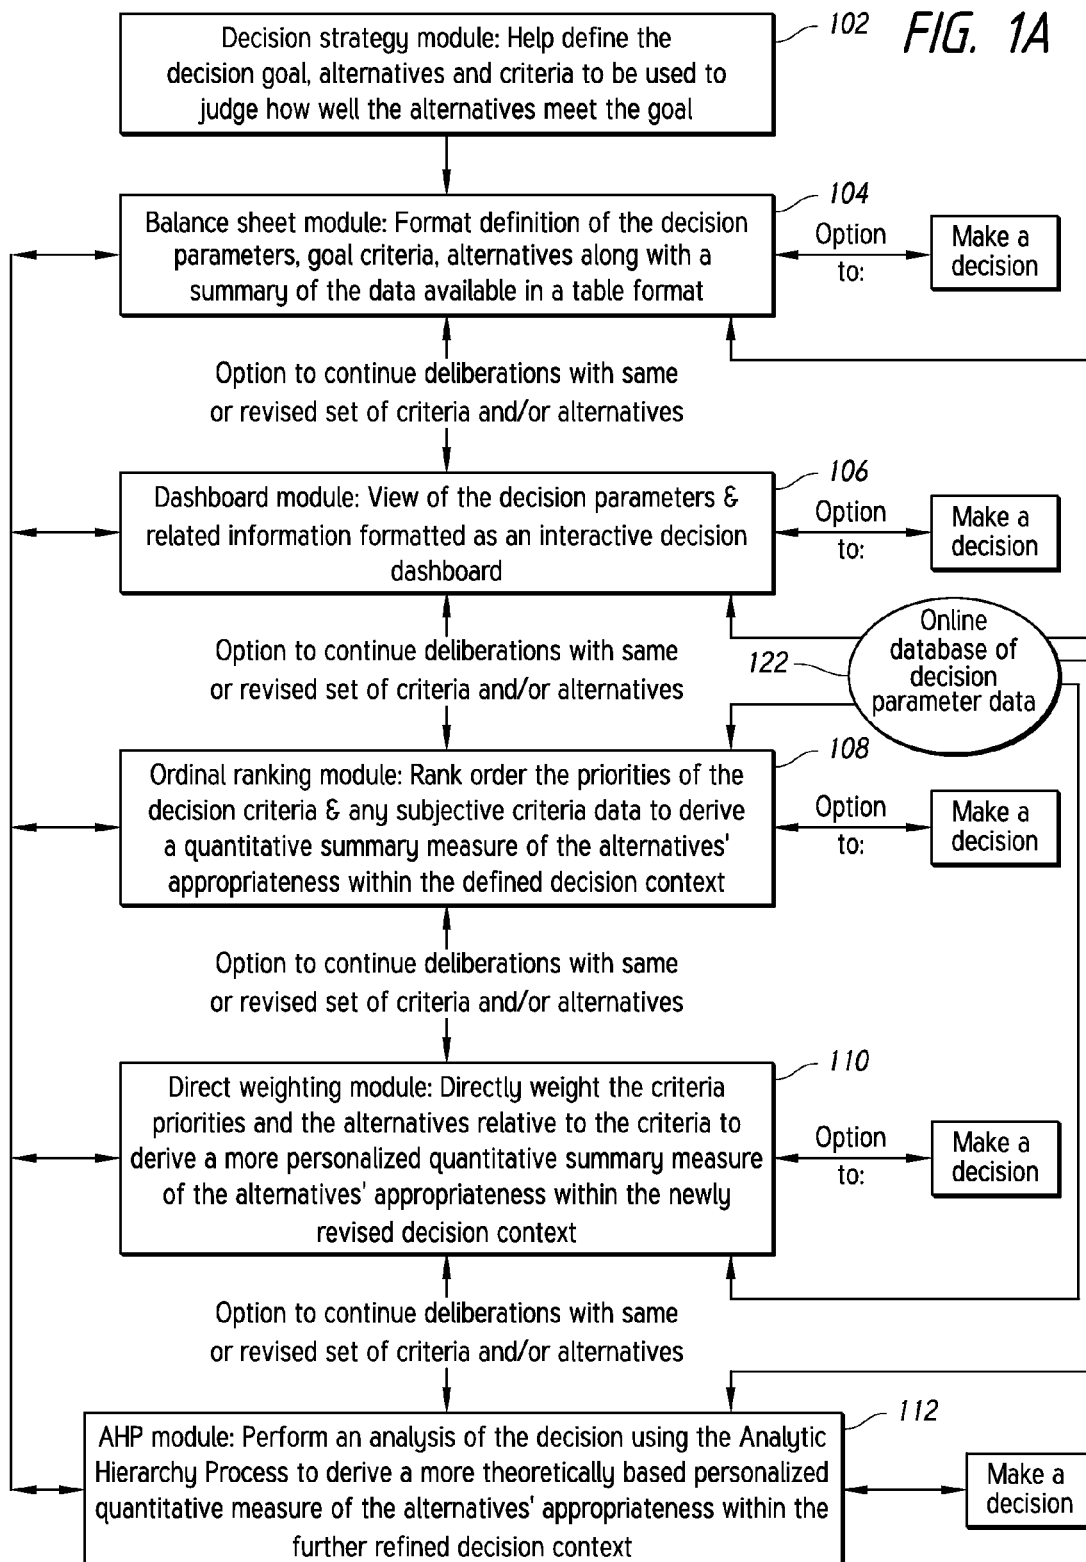 FIG. 1A
102
Decision strategy module: Help define the
decision goal, alternatives and criteria to be used to
judge how well the alternatives meet the goal
104
Balance sheet module: Format definition of the decision
parameters, goal criteria, alternatives along with a
summary of the data available in a table format
Option
to:
Make a
decision
Option to continue deliberations with same
or revised set of criteria and/or alternatives
106
Dashboard module: View of the decision parameters &
related information formatted as an interactive decision
dashboard
Option
to:
Make a
decision
Option to continue deliberations with same
or revised set of criteria and/or alternatives
122
Online
database of
decision
parameter data
108
Ordinal ranking module: Rank order the priorities of the
decision criteria & any subjective criteria data to derive
a quantitative summary measure of the alternatives'
appropriateness within the defined decision context
Option
to:
Make a
decision
Option to continue deliberations with same
or revised set of criteria and/or alternatives
110
Direct weighting module: Directly weight the criteria
priorities and the alternatives relative to the criteria to
derive a more personalized quantitative summary measure
of the alternatives' appropriateness within the newly
revised decision context
Option
to:
Make a
decision
Option to continue deliberations with same
or revised set of criteria and/or alternatives
112
AHP module: Perform an analysis of the decision using the Analytic
Hierarchy Process to derive a more theoretically based personalized
quantitative measure of the alternatives' appropriateness within the
further refined decision context
Make a
decision